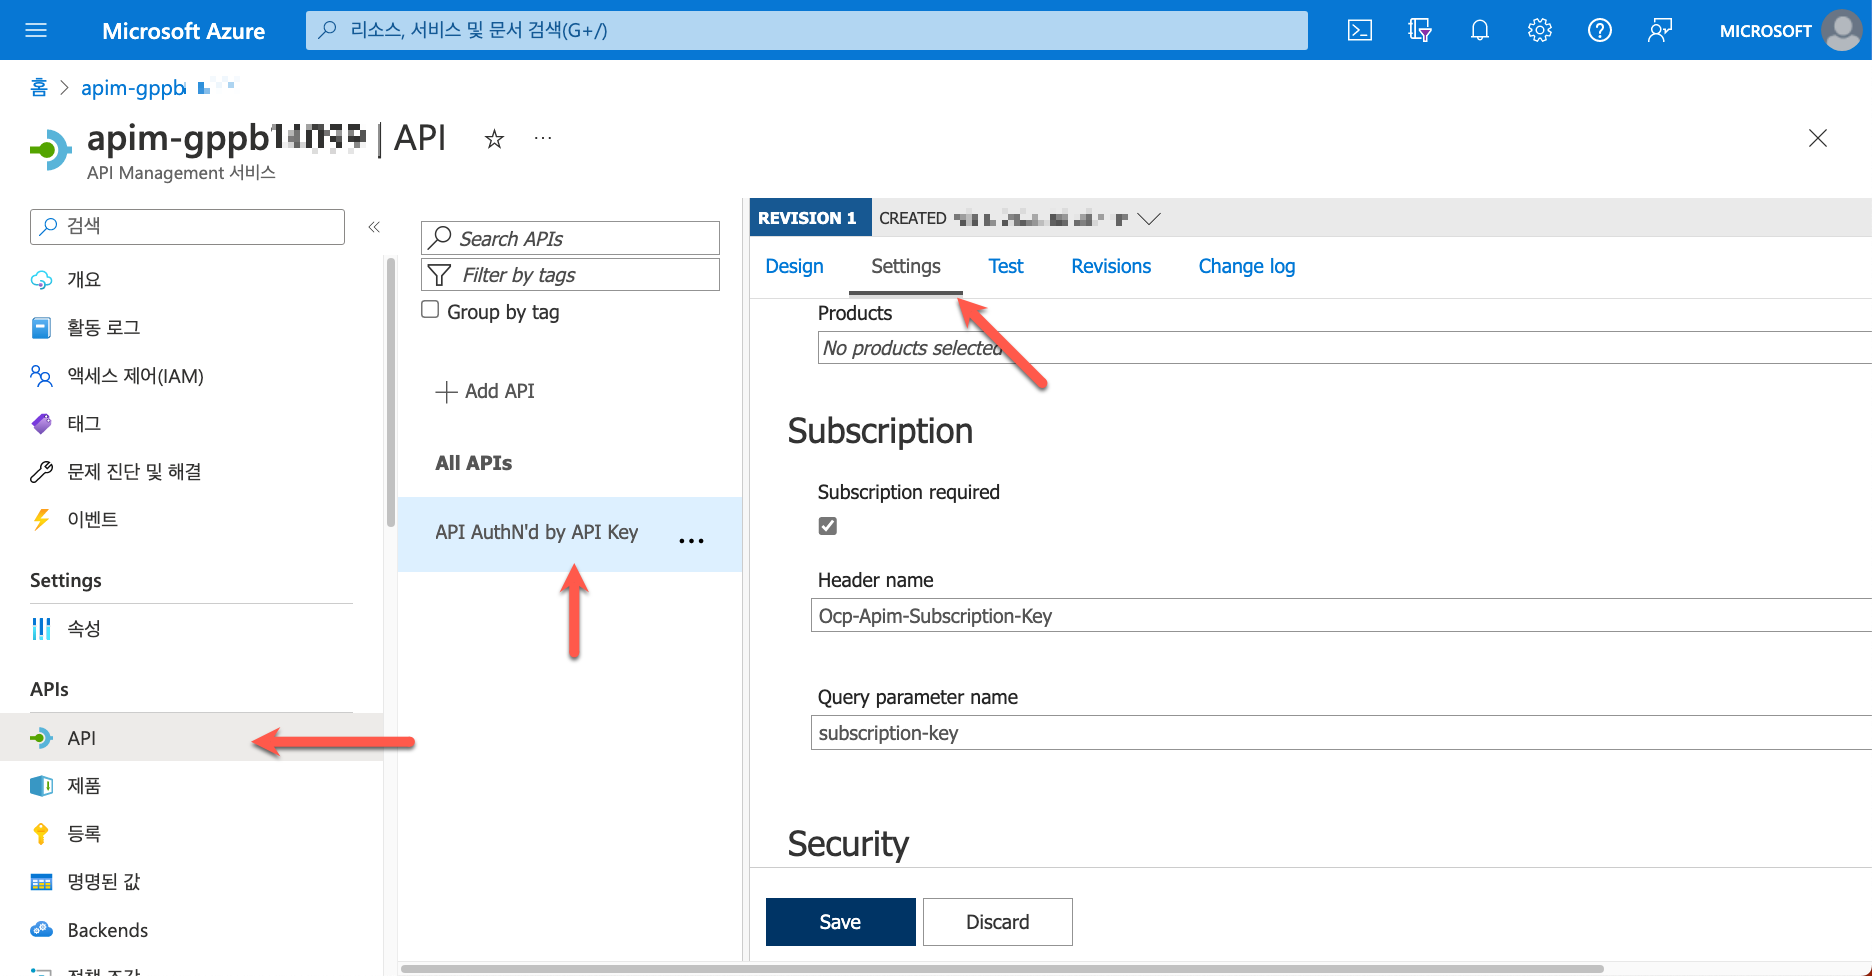 Microsoft Azure
리소스, 서비스 및 문서 검색(G+/)
MICROSOFT
홈 > apim-gppb
apim-gppb | API
API Management 서비스
검색
개요
활동 로그
액세스 제어(IAM)
태그
문제 진단 및 해결
이벤트
Settings
속성
APIs
API
제품
등록
명명된 값
Backends
Search APIs
Filter by tags
Group by tag
Add API
All APIs
API AuthN'd by API Key
REVISION 1
CREATED
Design
Settings
Test
Revisions
Change log
Products
No products selected
Subscription
Subscription required
Header name
Ocp-Apim-Subscription-Key
Query parameter name
subscription-key
Security
Save
Discard